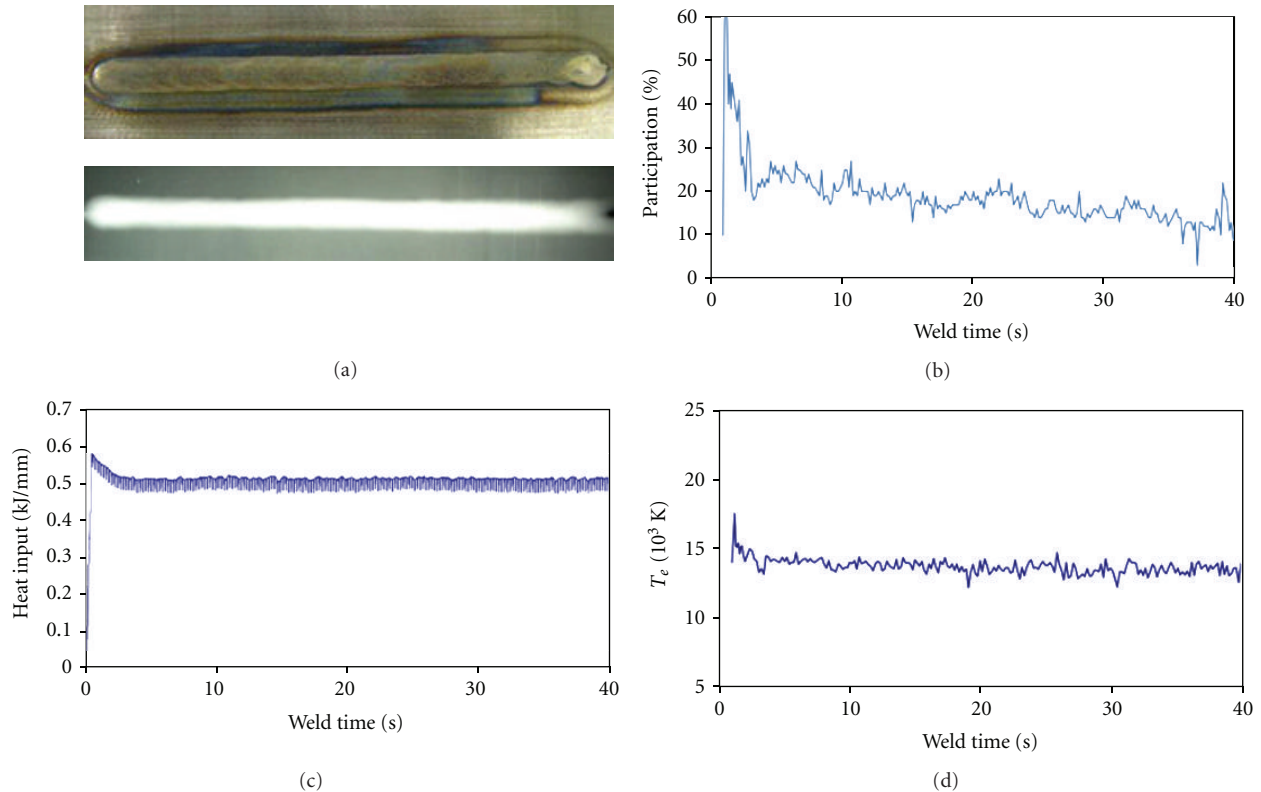 (a)
60
50
40
30
20
10
0
Participation (%)
0 10 20 30 40
Weld time (s)
(b)
0.7
0.6
0.5
0.4
0.3
0.2
0.1
0
Heat input (kJ/mm)
0 10 20 30 40
Weld time (s)
(c)
25
20
15
10
5
Te (10³ K)
0 10 20 30 40
Weld time (s)
(d)